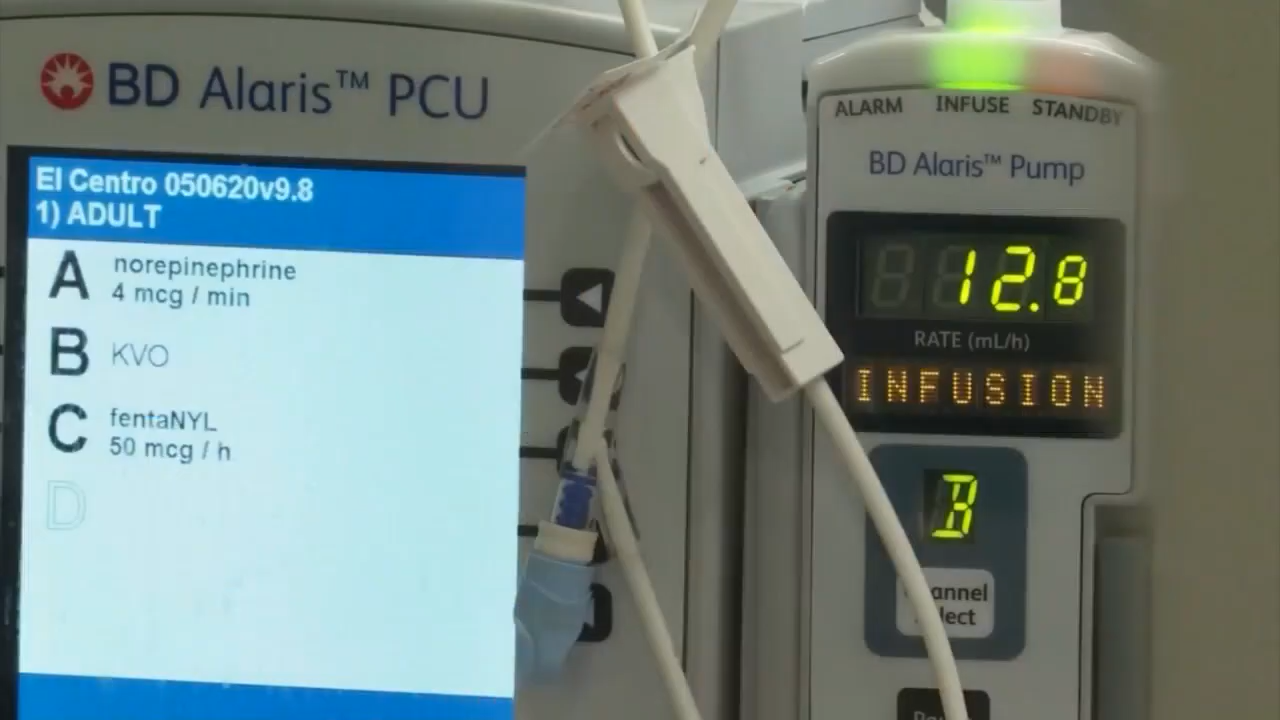 BD Alaris™ PCU
El Centro 050620v9.8
1) ADULT
A norepinephrine
4 mcg / min
B KVO
C fentaNYL
50 mcg / h
D
ALARM INFUSE STANDBY
BD Alaris™ Pump
12.8
RATE (mL/h)
INFUSION
B